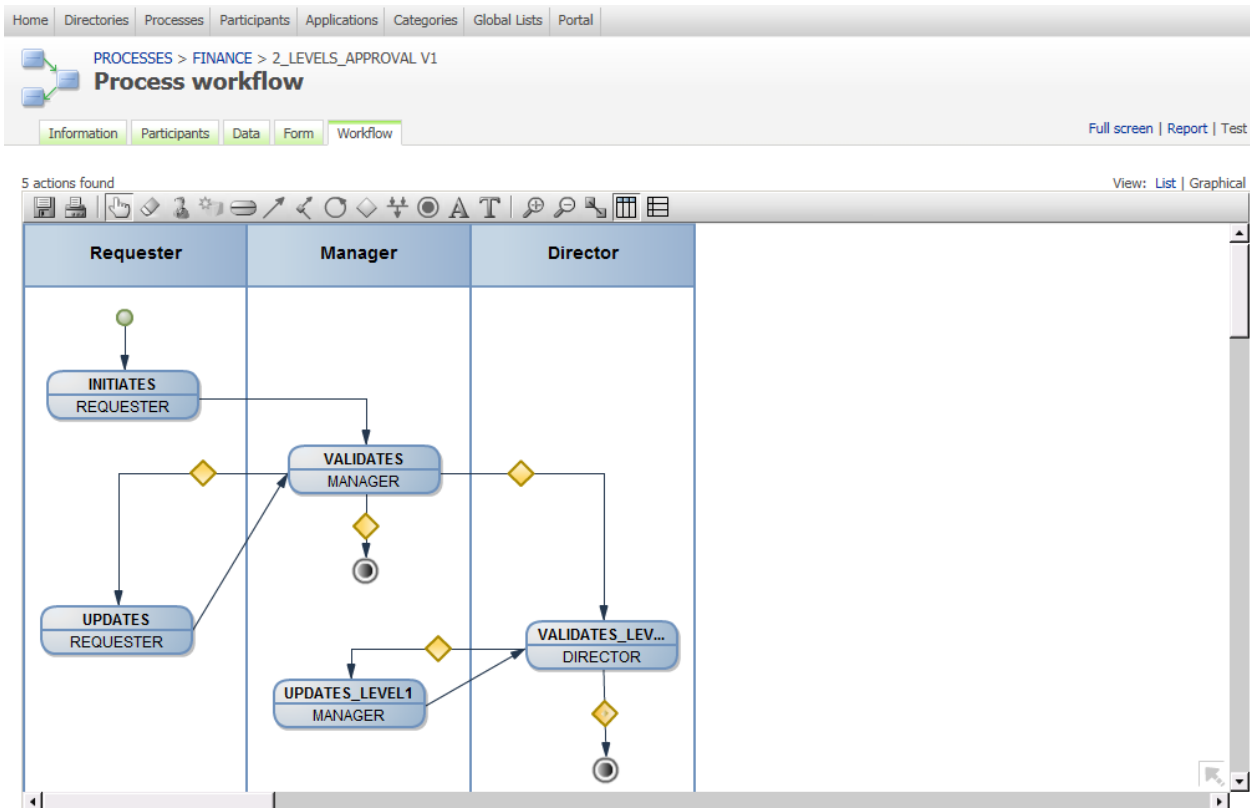 Home Directories Processes Participants Applications Categories Global Lists Portal
PROCESSES > FINANCE > 2_LEVELS_APPROVAL V1
Process workflow
Information Participants Data Form Workflow
Full screen | Report | Test
5 actions found
View: List | Graphical
A T
Requester Manager Director
INITIATES
REQUESTER
VALIDATES
MANAGER
UPDATES
REQUESTER
VALIDATES_LEV...
DIRECTOR
UPDATES_LEVEL1
MANAGER